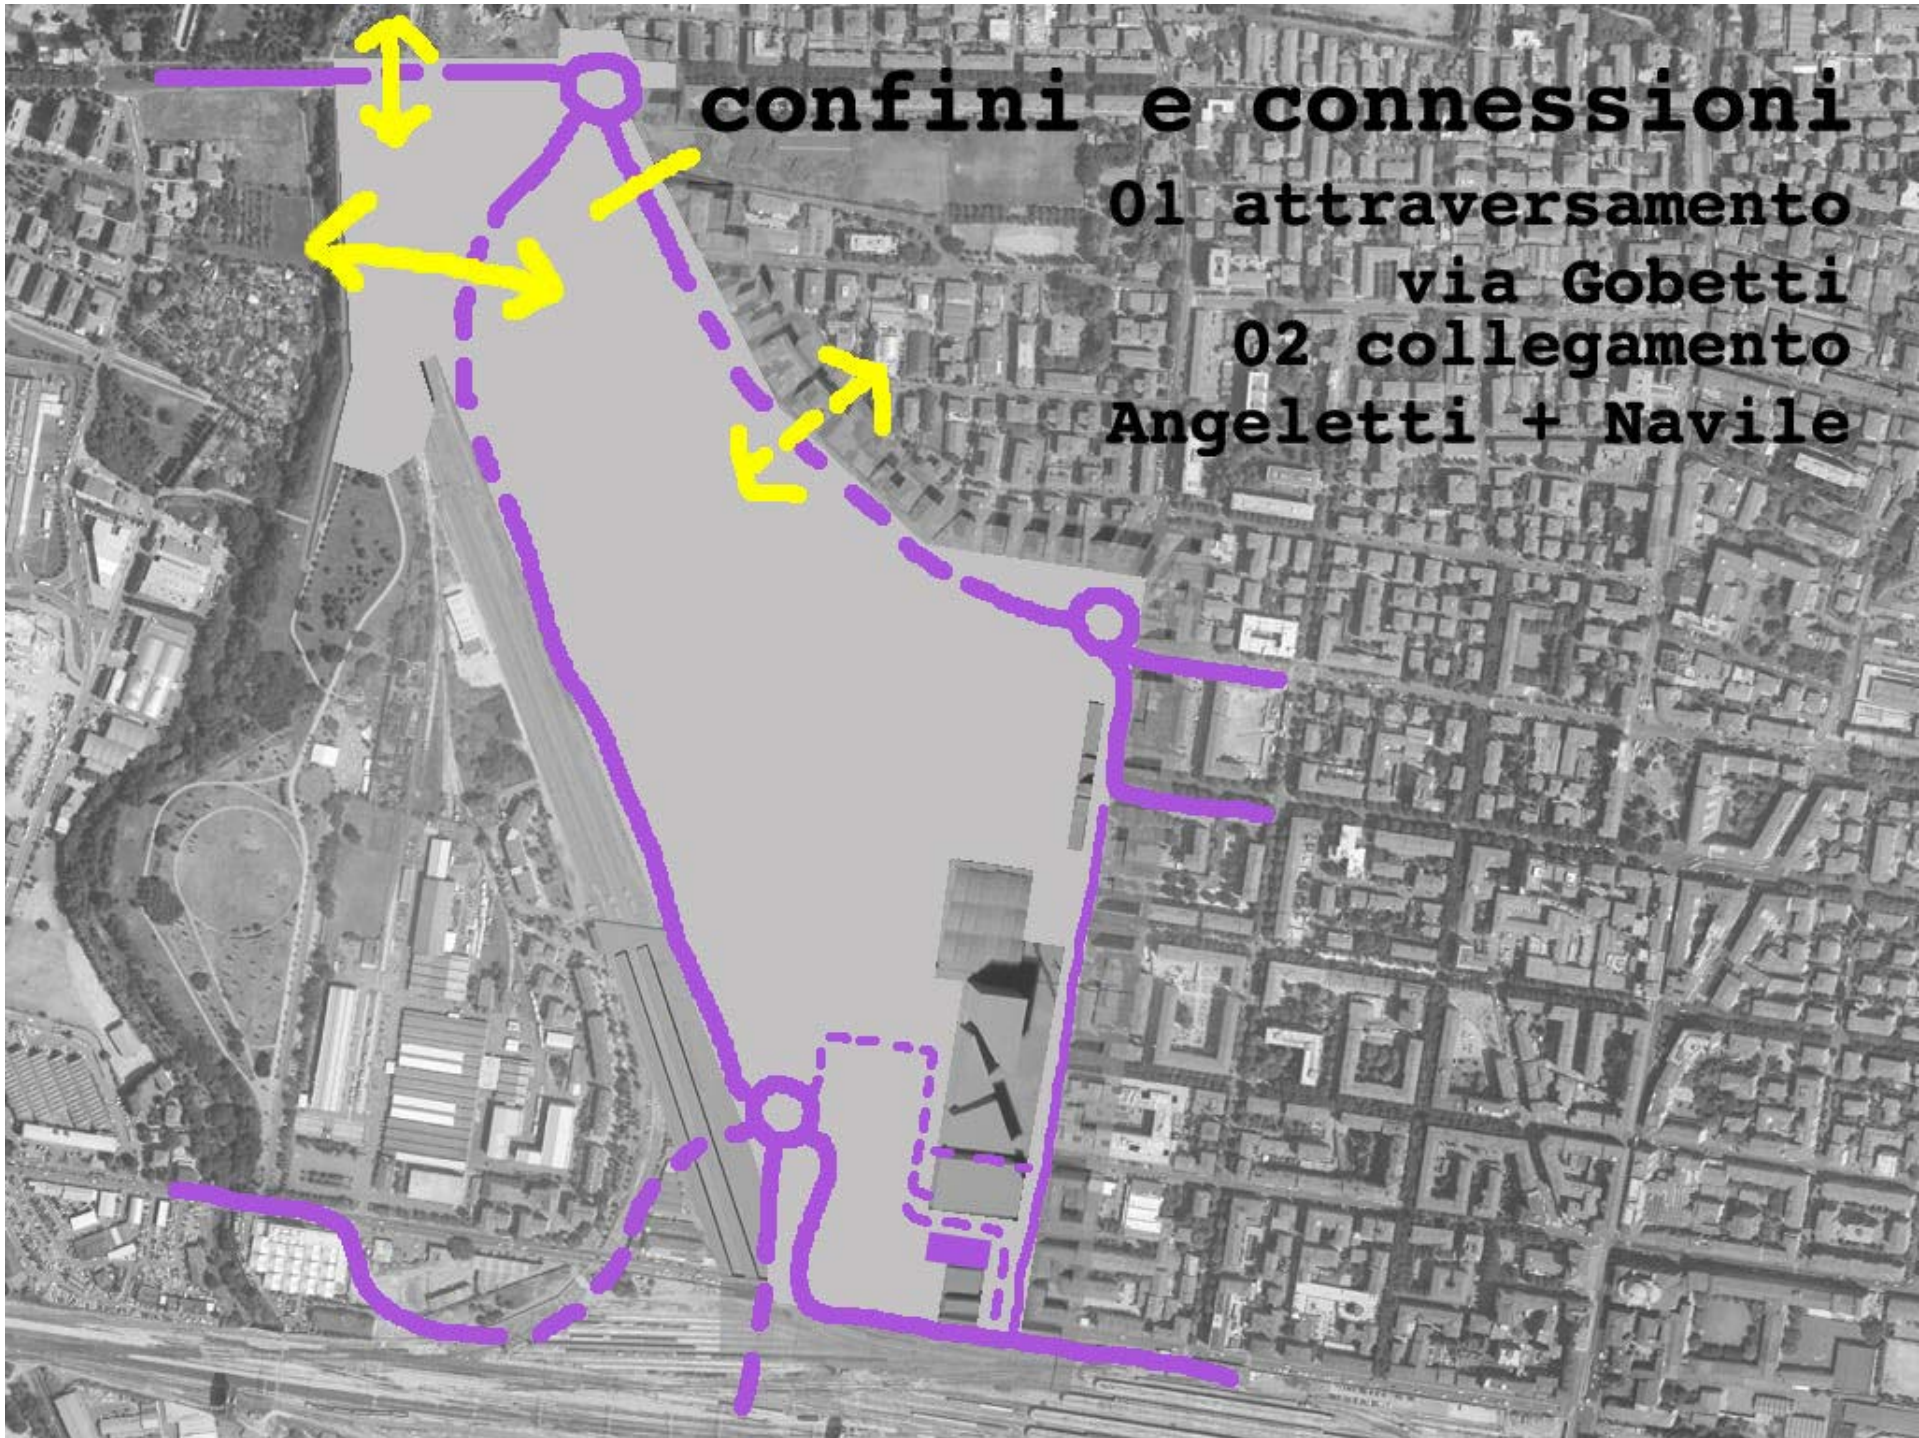 confini e connessioni
01 attraversamento
via Gobetti
02 collegamento
Angeletti + Navile